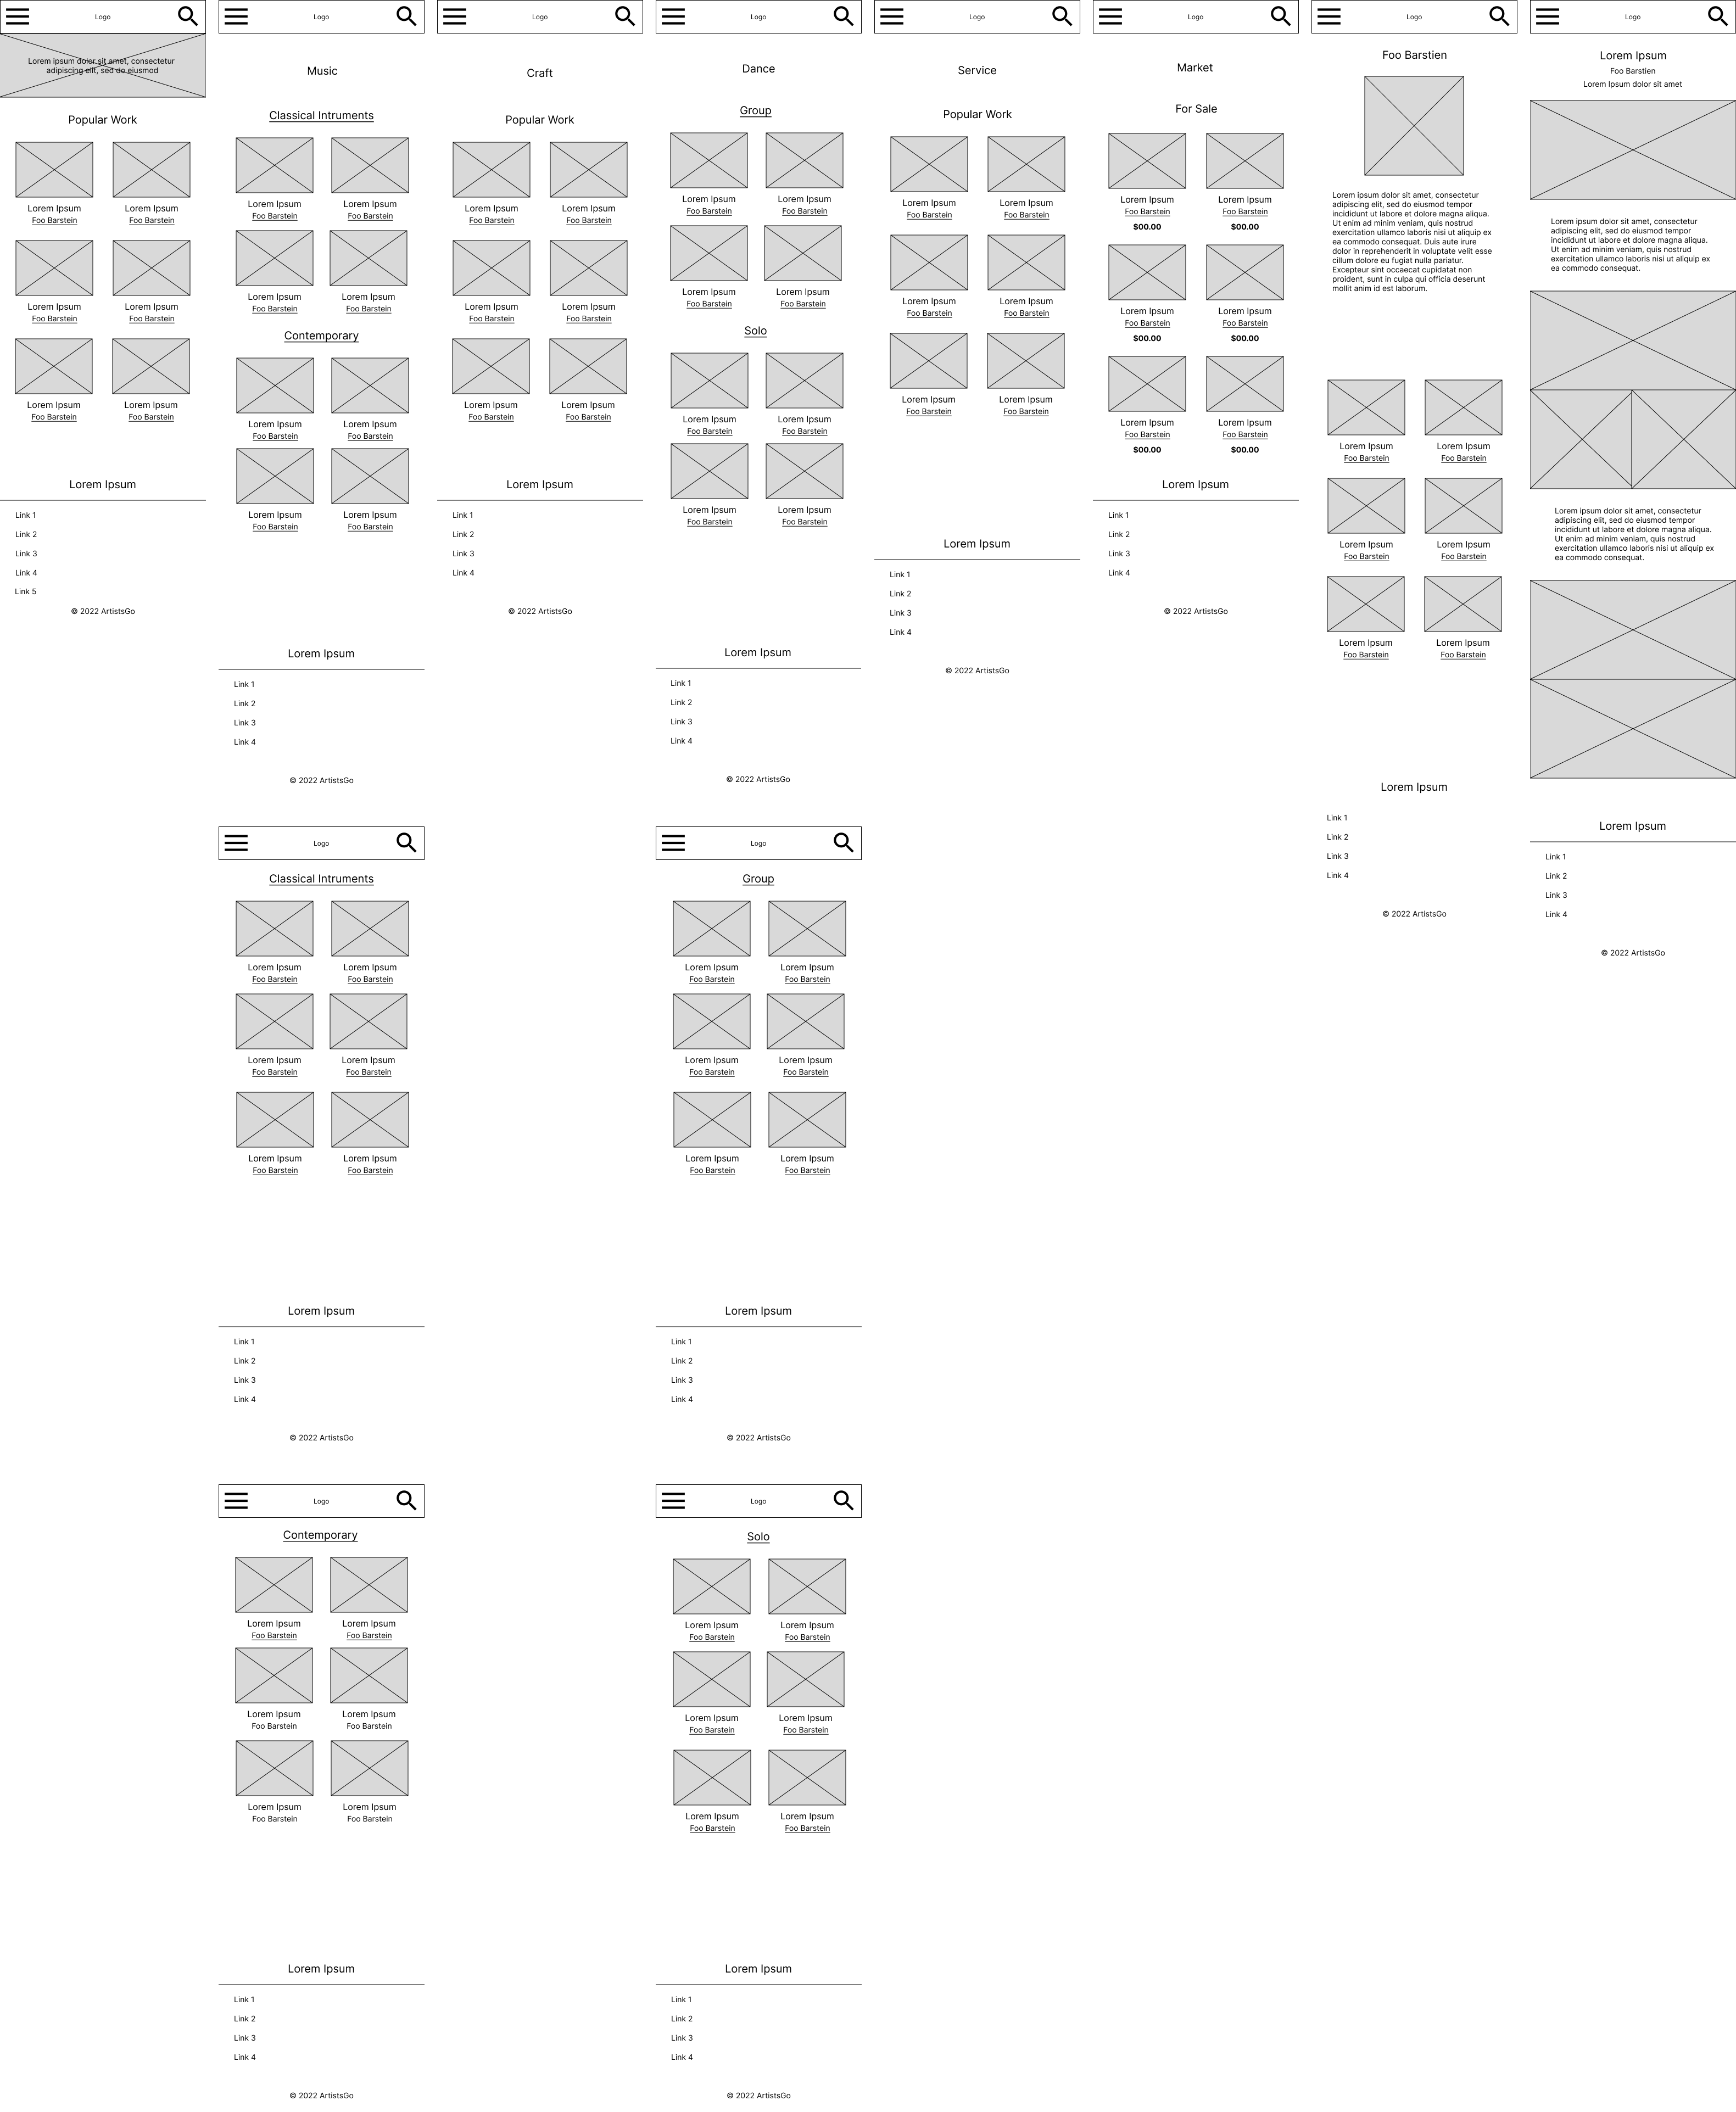 Logo
Lorem ipsum dolor sit amet, consectetur
adipiscing elit, sed do eiusmod
Popular Work
Lorem Ipsum Lorem Ipsum
Foo Barstein Foo Barstein
Lorem Ipsum Lorem Ipsum
Foo Barstein Foo Barstein
Lorem Ipsum Lorem Ipsum
Foo Barstein Foo Barstein
Lorem Ipsum
Link 1
Link 2
Link 3
Link 4
Link 5
© 2022 ArtistsGo
Logo
Music
Classical Intruments
Lorem Ipsum Lorem Ipsum
Foo Barstein Foo Barstein
Lorem Ipsum Lorem Ipsum
Foo Barstein Foo Barstein
Contemporary
Lorem Ipsum Lorem Ipsum
Foo Barstein Foo Barstein
Lorem Ipsum Lorem Ipsum
Foo Barstein Foo Barstein
Lorem Ipsum
Link 1
Link 2
Link 3
Link 4
© 2022 ArtistsGo
Logo
Craft
Popular Work
Lorem Ipsum Lorem Ipsum
Foo Barstein Foo Barstein
Lorem Ipsum Lorem Ipsum
Foo Barstein Foo Barstein
Lorem Ipsum Lorem Ipsum
Foo Barstein Foo Barstein
Lorem Ipsum
Link 1
Link 2
Link 3
Link 4
© 2022 ArtistsGo
Logo
Dance
Group
Lorem Ipsum Lorem Ipsum
Foo Barstein Foo Barstein
Lorem Ipsum Lorem Ipsum
Foo Barstein Foo Barstein
Solo
Lorem Ipsum Lorem Ipsum
Foo Barstein Foo Barstein
Lorem Ipsum Lorem Ipsum
Foo Barstein Foo Barstein
Lorem Ipsum
Link 1
Link 2
Link 3
Link 4
© 2022 ArtistsGo
Logo
Service
Popular Work
Lorem Ipsum Lorem Ipsum
Foo Barstein Foo Barstein
Lorem Ipsum Lorem Ipsum
Foo Barstein Foo Barstein
Lorem Ipsum Lorem Ipsum
Foo Barstein Foo Barstein
Lorem Ipsum
Link 1
Link 2
Link 3
Link 4
© 2022 ArtistsGo
Logo
Market
For Sale
Lorem Ipsum Lorem Ipsum
Foo Barstein Foo Barstein
$00.00 $00.00
Lorem Ipsum Lorem Ipsum
Foo Barstein Foo Barstein
$00.00 $00.00
Lorem Ipsum Lorem Ipsum
Foo Barstein Foo Barstein
$00.00 $00.00
Lorem Ipsum
Link 1
Link 2
Link 3
Link 4
© 2022 ArtistsGo
Logo
Foo Barstien
Lorem ipsum dolor sit amet, consectetur
adipiscing elit, sed do eiusmod tempor
incididunt ut labore et dolore magna aliqua.
Ut enim ad minim veniam, quis nostrud
exercitation ullamco laboris nisi ut aliquip ex
ea commodo consequat. Duis aute irure
dolor in reprehenderit in voluptate velit esse
cillum dolore eu fugiat nulla pariatur.
Excepteur sint occaecat cupidatat non
proident, sunt in culpa qui officia deserunt
mollit anim id est laborum.
Lorem Ipsum Lorem Ipsum
Foo Barstein Foo Barstein
Lorem Ipsum Lorem Ipsum
Foo Barstein Foo Barstein
Lorem Ipsum Lorem Ipsum
Foo Barstein Foo Barstein
Lorem Ipsum
Link 1
Link 2
Link 3
Link 4
© 2022 ArtistsGo
Logo
Lorem Ipsum
Foo Barstien
Lorem Ipsum dolor sit amet
Lorem ipsum dolor sit amet, consectetur
adipiscing elit, sed do eiusmod tempor
incididunt ut labore et dolore magna aliqua.
Ut enim ad minim veniam, quis nostrud
exercitation ullamco laboris nisi ut aliquip ex
ea commodo consequat.
Lorem ipsum dolor sit amet, consectetur
adipiscing elit, sed do eiusmod tempor
incididunt ut labore et dolore magna aliqua.
Ut enim ad minim veniam, quis nostrud
exercitation ullamco laboris nisi ut aliquip ex
ea commodo consequat.
Lorem Ipsum
Link 1
Link 2
Link 3
Link 4
© 2022 ArtistsGo
Logo
Classical Intruments
Lorem Ipsum Lorem Ipsum
Foo Barstein Foo Barstein
Lorem Ipsum Lorem Ipsum
Foo Barstein Foo Barstein
Lorem Ipsum Lorem Ipsum
Foo Barstein Foo Barstein
Lorem Ipsum
Link 1
Link 2
Link 3
Link 4
© 2022 ArtistsGo
Logo
Group
Lorem Ipsum Lorem Ipsum
Foo Barstein Foo Barstein
Lorem Ipsum Lorem Ipsum
Foo Barstein Foo Barstein
Lorem Ipsum Lorem Ipsum
Foo Barstein Foo Barstein
Lorem Ipsum
Link 1
Link 2
Link 3
Link 4
© 2022 ArtistsGo
Logo
Contemporary
Lorem Ipsum Lorem Ipsum
Foo Barstein Foo Barstein
Lorem Ipsum Lorem Ipsum
Foo Barstein Foo Barstein
Lorem Ipsum Lorem Ipsum
Foo Barstein Foo Barstein
Lorem Ipsum
Link 1
Link 2
Link 3
Link 4
© 2022 ArtistsGo
Logo
Solo
Lorem Ipsum Lorem Ipsum
Foo Barstein Foo Barstein
Lorem Ipsum Lorem Ipsum
Foo Barstein Foo Barstein
Lorem Ipsum Lorem Ipsum
Foo Barstein Foo Barstein
Lorem Ipsum
Link 1
Link 2
Link 3
Link 4
© 2022 ArtistsGo